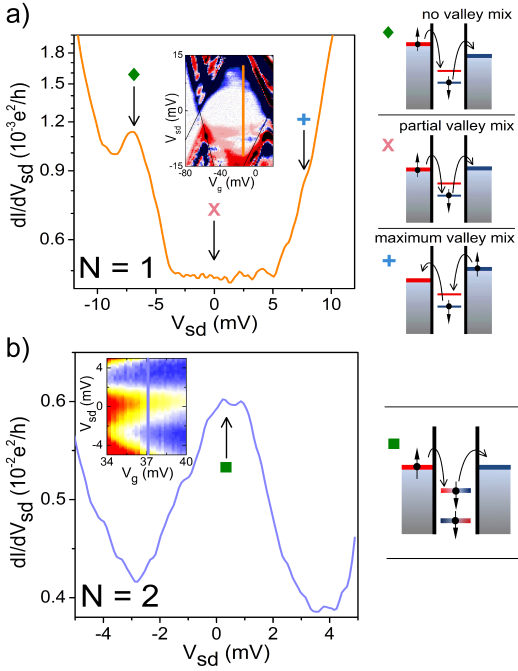 a)
1.8
1.5
1.2
0.9
0.6
dI/dVsd (10⁻³e²/h)
15
0
-15
Vsd (mV)
-80
-40
0
Vg (mV)
X
N = 1
-10
-5
0
5
10
Vsd (mV)
no valley mix
partial valley mix
X
maximum valley mix
b)
0.6
0.5
0.4
dI/dVsd (10⁻²e²/h)
4
0
-4
Vsd (mV)
34
37
40
Vg (mV)
N = 2
-4
-2
0
2
4
Vsd (mV)